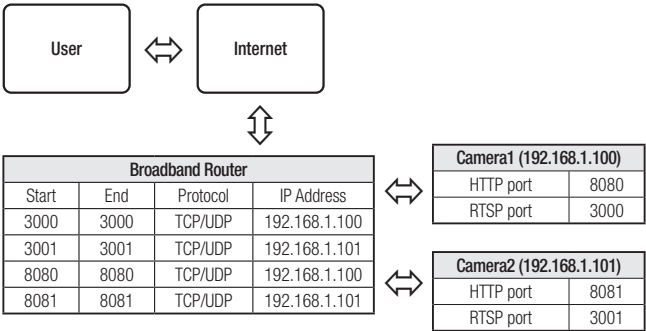 User
Internet
Broadband Router
Start End Protocol IP Address
3000 3000 TCP/UDP 192.168.1.100
3001 3001 TCP/UDP 192.168.1.101
8080 8080 TCP/UDP 192.168.1.100
8081 8081 TCP/UDP 192.168.1.101
Camera1 (192.168.1.100)
HTTP port 8080
RTSP port 3000
Camera2 (192.168.1.101)
HTTP port 8081
RTSP port 3001